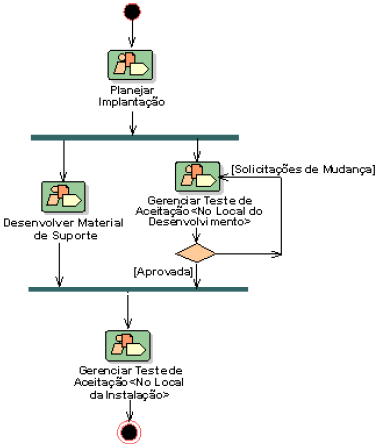 Planejar
Implantação
[Solicitações de Mudança]
Gerenciar Teste de
Aceitação<No Local do
Desenvolvimento>
Desenvolver Material
de Suporte
[Aprovada]
Gerenciar Teste de
Aceitação<No Local
da Instalação>